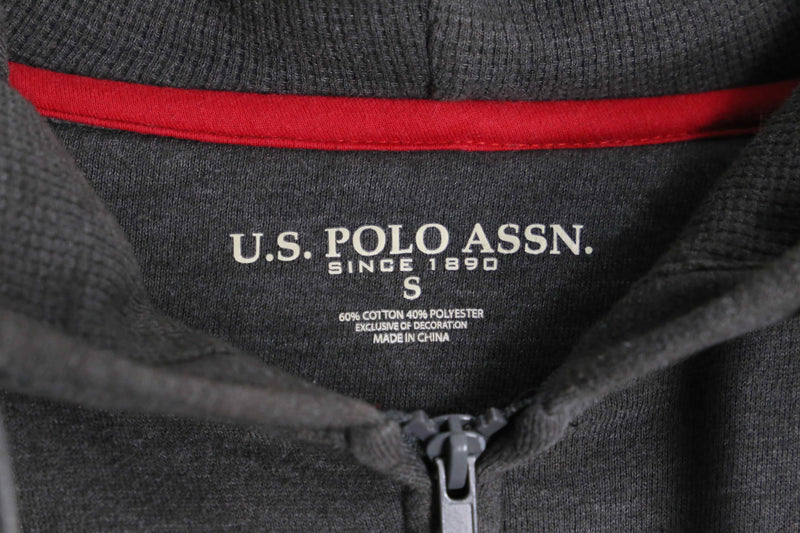 U.S. POLO ASSN.
SINCE 1890
S
60% COTTON 40% POLYESTER
EXCLUSIVE OF DECORATION
MADE IN CHINA